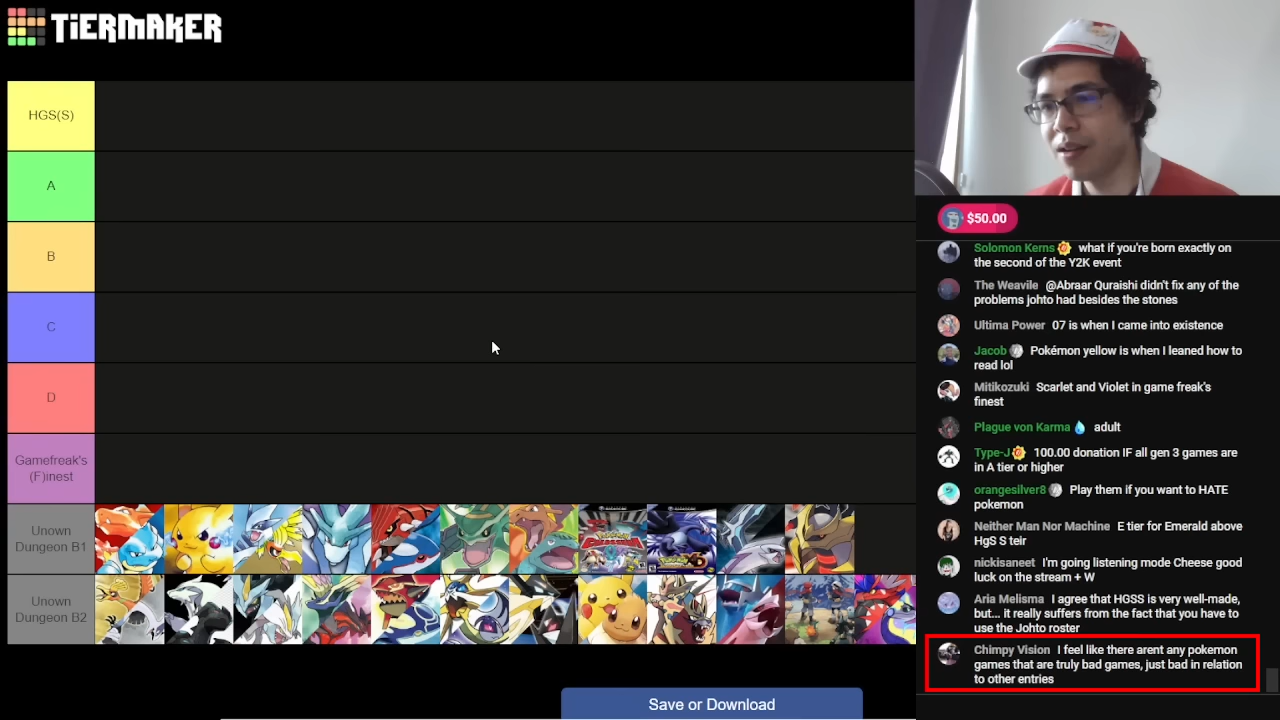 TiERMAKER
HGS(S)
A
B
C
D
Gamefreak's
(F)inest
Unown
Dungeon B1
Unown
Dungeon B2
Save or Download
$50.00
Solomon Kerns what if you're born exactly on
the second of the Y2K event
The Weavile @Abraar Quraishi didn't fix any of the
problems johto had besides the stones
Ultima Power 07 is when I came into existence
Jacob Pokémon yellow is when I leaned how to
read lol
Mitikozuki Scarlet and Violet in game freak's
finest
Plague von Karma adult
Type-J 100.00 donation IF all gen 3 games are
in A tier or higher
orangesilver8 Play them if you want to HATE
pokemon
Neither Man Nor Machine E tier for Emerald above
HgS S teir
nickisaneet I'm going listening mode Cheese good
luck on the stream + W
Aria Melisma I agree that HGSS is very well-made,
but... it really suffers from the fact that you have to
use the Johto roster
Chimpy Vision I feel like there arent any pokemon
games that are truly bad games, just bad in relation
to other entries